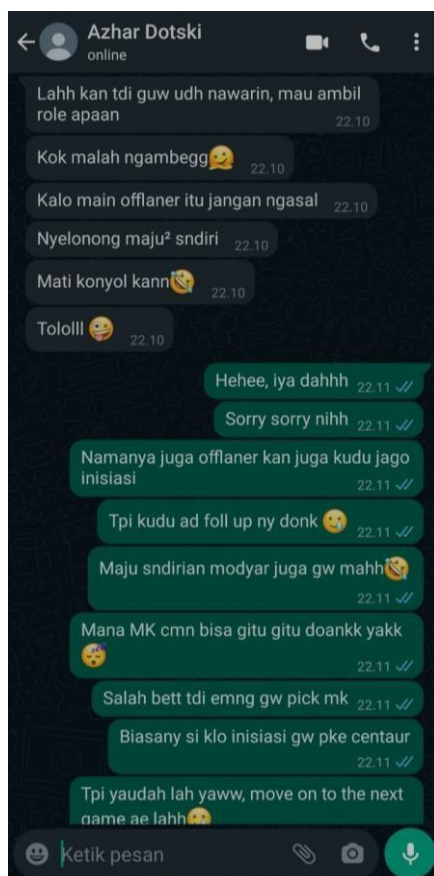 Azhar Dotski
online
Lahh kan tdi guw udh nawarin, mau ambil
role apaan
22.10
Kok malah ngambegg🫠 22.10
Kalo main offlaner itu jangan ngasal 22.10
Nyelonong maju² sndiri 22.10
Mati konyol kann🤣 22.10
Tololll 🤪 22.10
Hehee, iya dahhh 22.11
Sorry sorry nihh 22.11
Namanya juga offlaner kan juga kudu jago
inisiasi
22.11
Tpi kudu ad foll up ny donk 🥲 22.11
Maju sndirian modyar juga gw mahh🤣
22.11
Mana MK cmn bisa gitu gitu doankk yakk
😴
22.11
Salah bett tdi emng gw pick mk 22.11
Biasany si klo inisiasi gw pke centaur
22.11
Tpi yaudah lah yaww, move on to the next
game ae lahh🥲
Ketik pesan